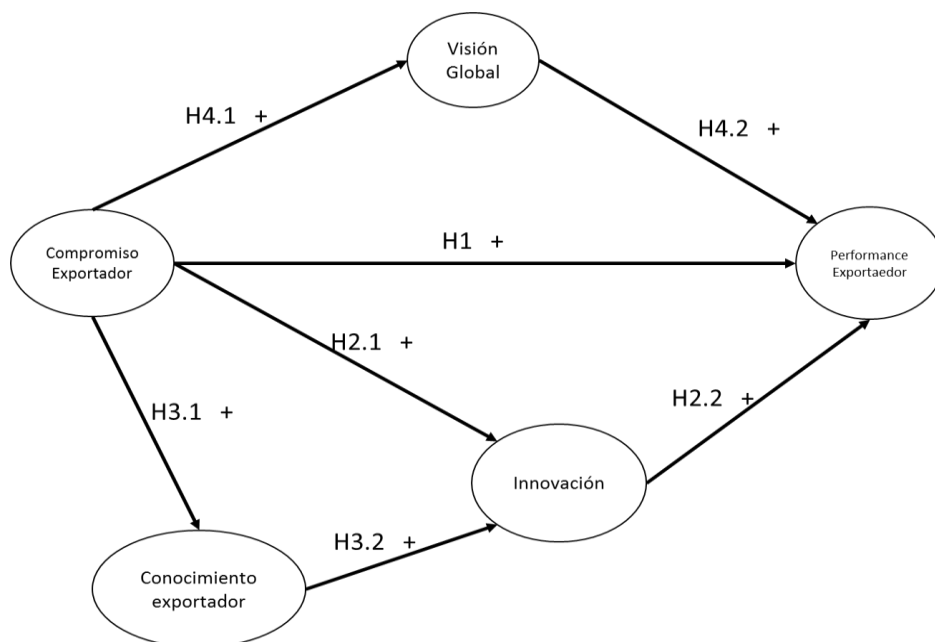 Visión
Global
H4.1 +
H4.2 +
Compromiso
Exportador
H1 +
Performance
Exportaedor
H2.1 +
H3.1 +
H2.2 +
Innovación
H3.2 +
Conocimiento
exportador